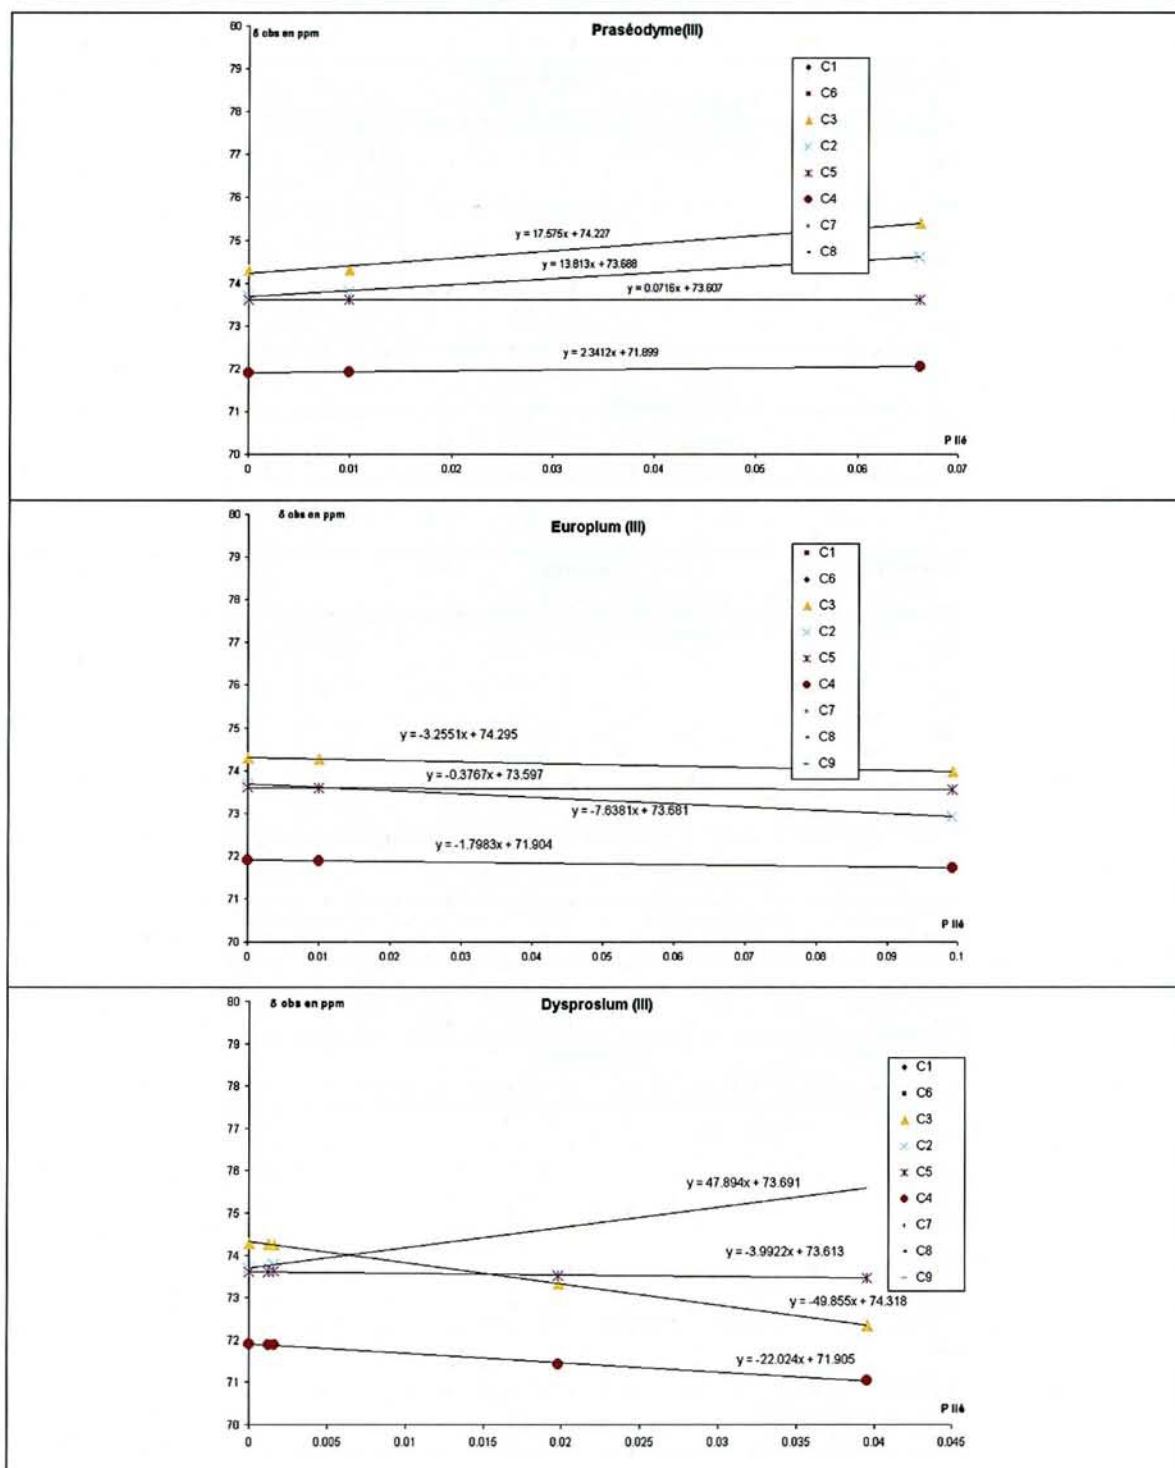 δ obs en ppm
Praséodyme(III)
80
79
78
77
76
75
74
73
72
71
70
C1
C6
C3
C2
C5
C4
C7
C8
y = 17.575x + 74.227
y = 13.813x + 73.688
y = 0.0716x + 73.607
y = 2.3412x + 71.899
P lié
0 0.01 0.02 0.03 0.04 0.05 0.06 0.07
δ obs en ppm
Europium (III)
80
79
78
77
76
75
74
73
72
71
70
C1
C6
C3
C2
C5
C4
C7
C8
C9
y = -3.2551x + 74.295
y = -0.3767x + 73.597
y = -7.6381x + 73.681
y = -1.7983x + 71.904
P lié
0 0.01 0.02 0.03 0.04 0.05 0.06 0.07 0.08 0.09 0.1
δ obs en ppm
Dysprosium (III)
80
79
78
77
76
75
74
73
72
71
70
C1
C6
C3
C2
C5
C4
C7
C8
C9
y = 47.894x + 73.691
y = -3.9922x + 73.613
y = -49.855x + 74.318
y = -22.024x + 71.905
P lié
0 0.005 0.01 0.015 0.02 0.025 0.03 0.035 0.04 0.045